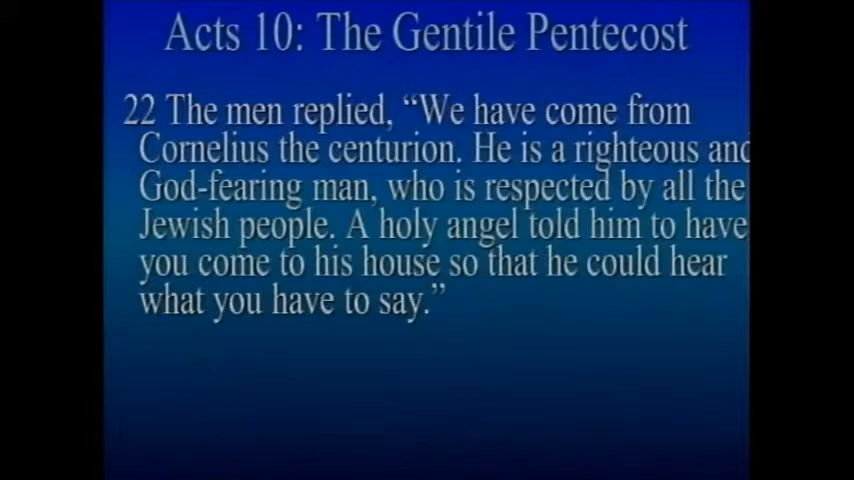 Acts 10: The Gentile Pentecost
22 The men replied, “We have come from
Cornelius the centurion. He is a righteous and
God-fearing man, who is respected by all the
Jewish people. A holy angel told him to have
you come to his house so that he could hear
what you have to say.”